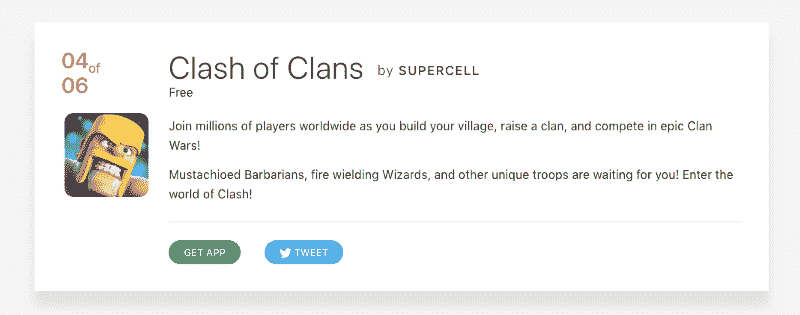 04of
06
Clash of Clans by SUPERCELL
Free
Join millions of players worldwide as you build your village, raise a clan, and compete in epic Clan
Wars!
Mustachioed Barbarians, fire wielding Wizards, and other unique troops are waiting for you! Enter the
world of Clash!
GET APP
TWEET